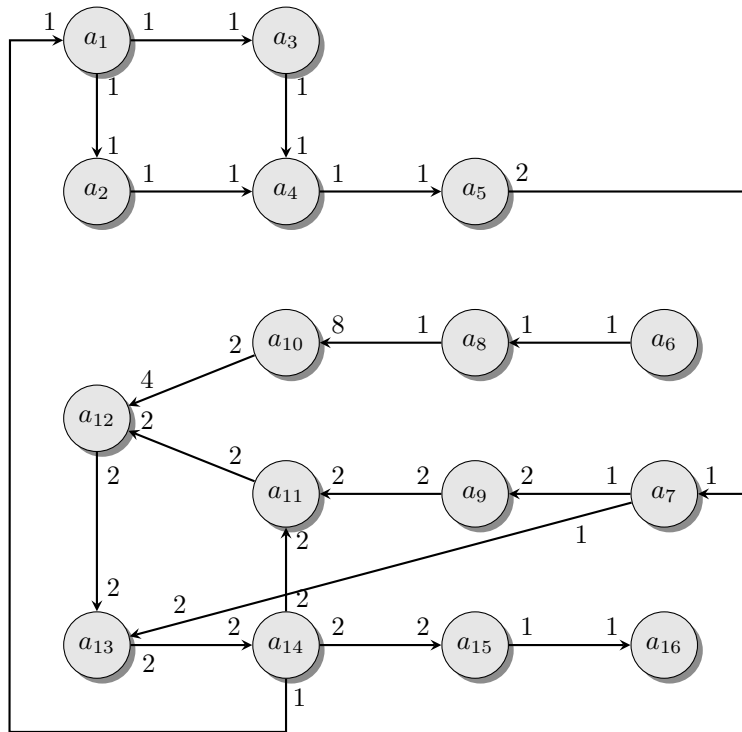 1 a₁ 1 1 a₃
1 1
1 1
a₂ 1 1 a₄ 1 1 a₅ 2
a₁₀ 8 1 a₈ 1 1 a₆
2
4
a₁₂ 2
2 2
a₁₁ 2 2 a₉ 2 1 a₇ 1
2 1
2 2 2
a₁₃ 2 2 a₁₄ 2 2 a₁₅ 1 1 a₁₆
1